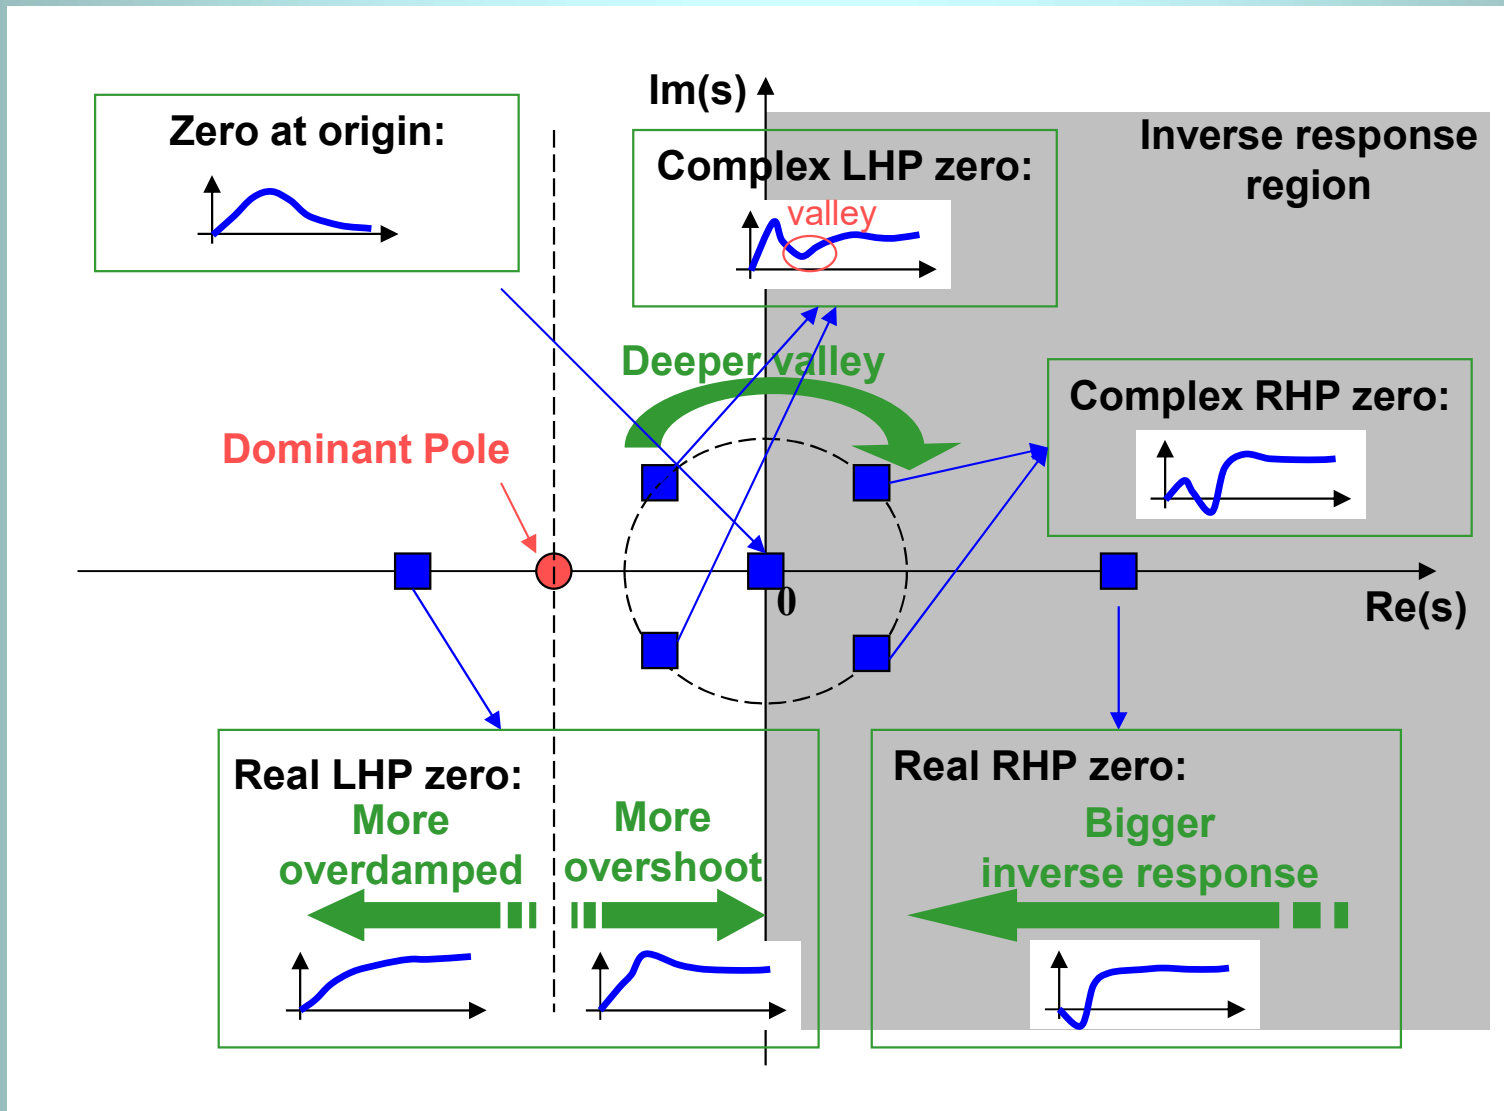 Im(s)
Zero at origin:
Complex LHP zero:
valley
Inverse response
region
Deeper valley
Complex RHP zero:
Dominant Pole
0
Re(s)
Real LHP zero:
More
overdamped
More
overshoot
Real RHP zero:
Bigger
inverse response